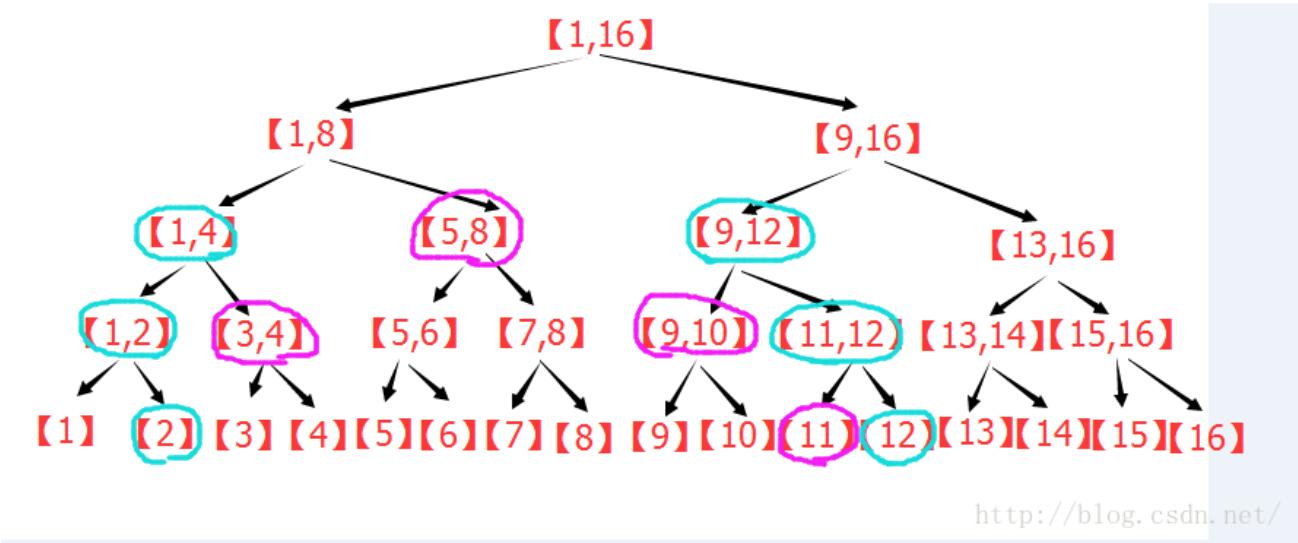 【1,16】
【1,8】 【9,16】
【1,4】 【5,8】 【9,12】 【13,16】
【1,2】 【3,4】 【5,6】 【7,8】 【9,10】 【11,12】 【13,14】 【15,16】
【1】 【2】 【3】 【4】 【5】 【6】 【7】 【8】 【9】 【10】 【11】 【12】 【13】 【14】 【15】 【16】
http://blog.csdn.net/